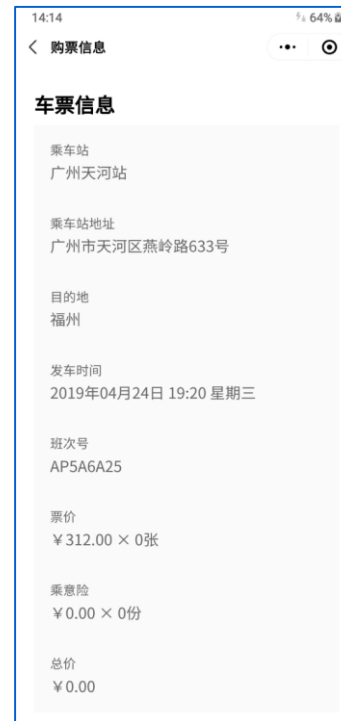 14:14
64%
购票信息
车票信息
乘车站
广州天河站
乘车站地址
广州市天河区燕岭路633号
目的地
福州
发车时间
2019年04月24日 19:20 星期三
班次号
AP5A6A25
票价
￥312.00 × 0张
乘意险
￥0.00 × 0份
总价
￥0.00